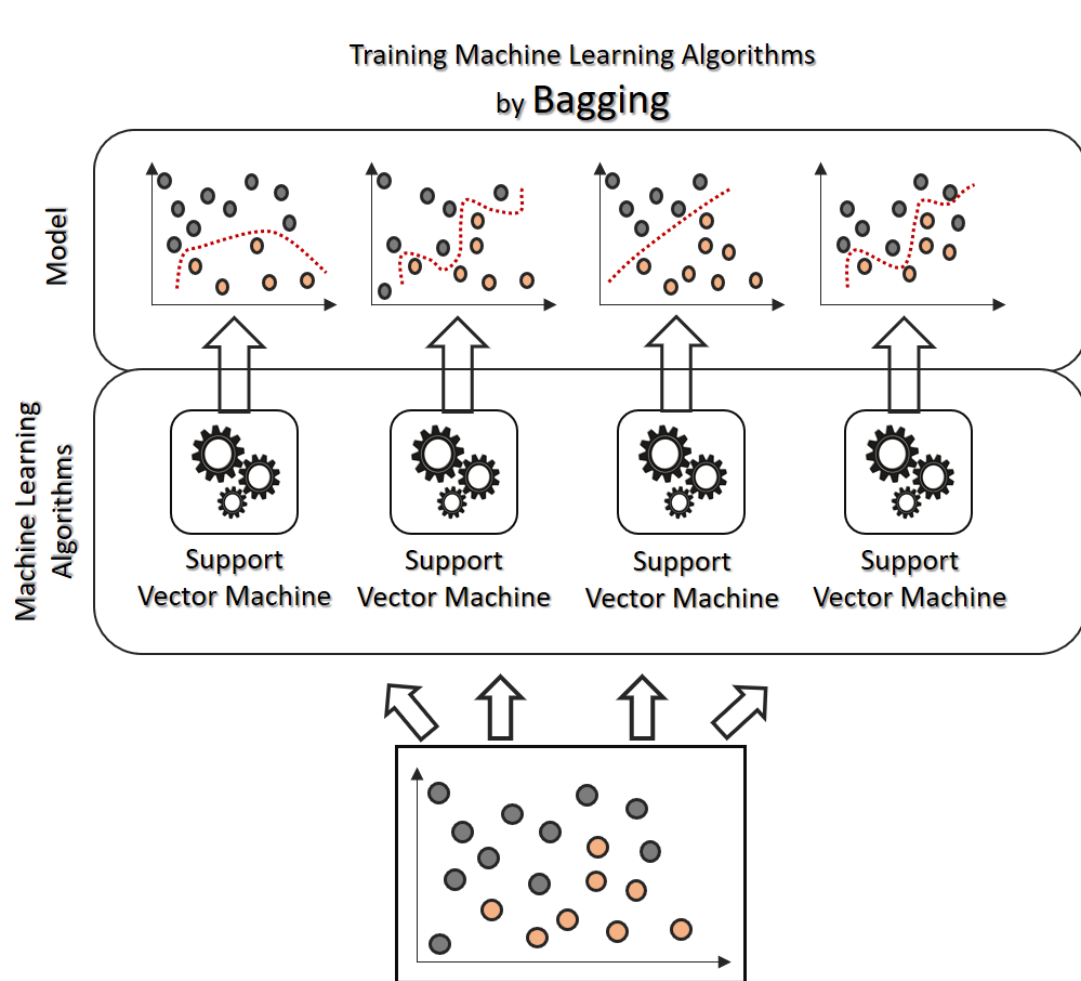 Training Machine Learning Algorithms
by Bagging
Model
Machine Learning
Algorithms
Support
Vector Machine
Support
Vector Machine
Support
Vector Machine
Support
Vector Machine